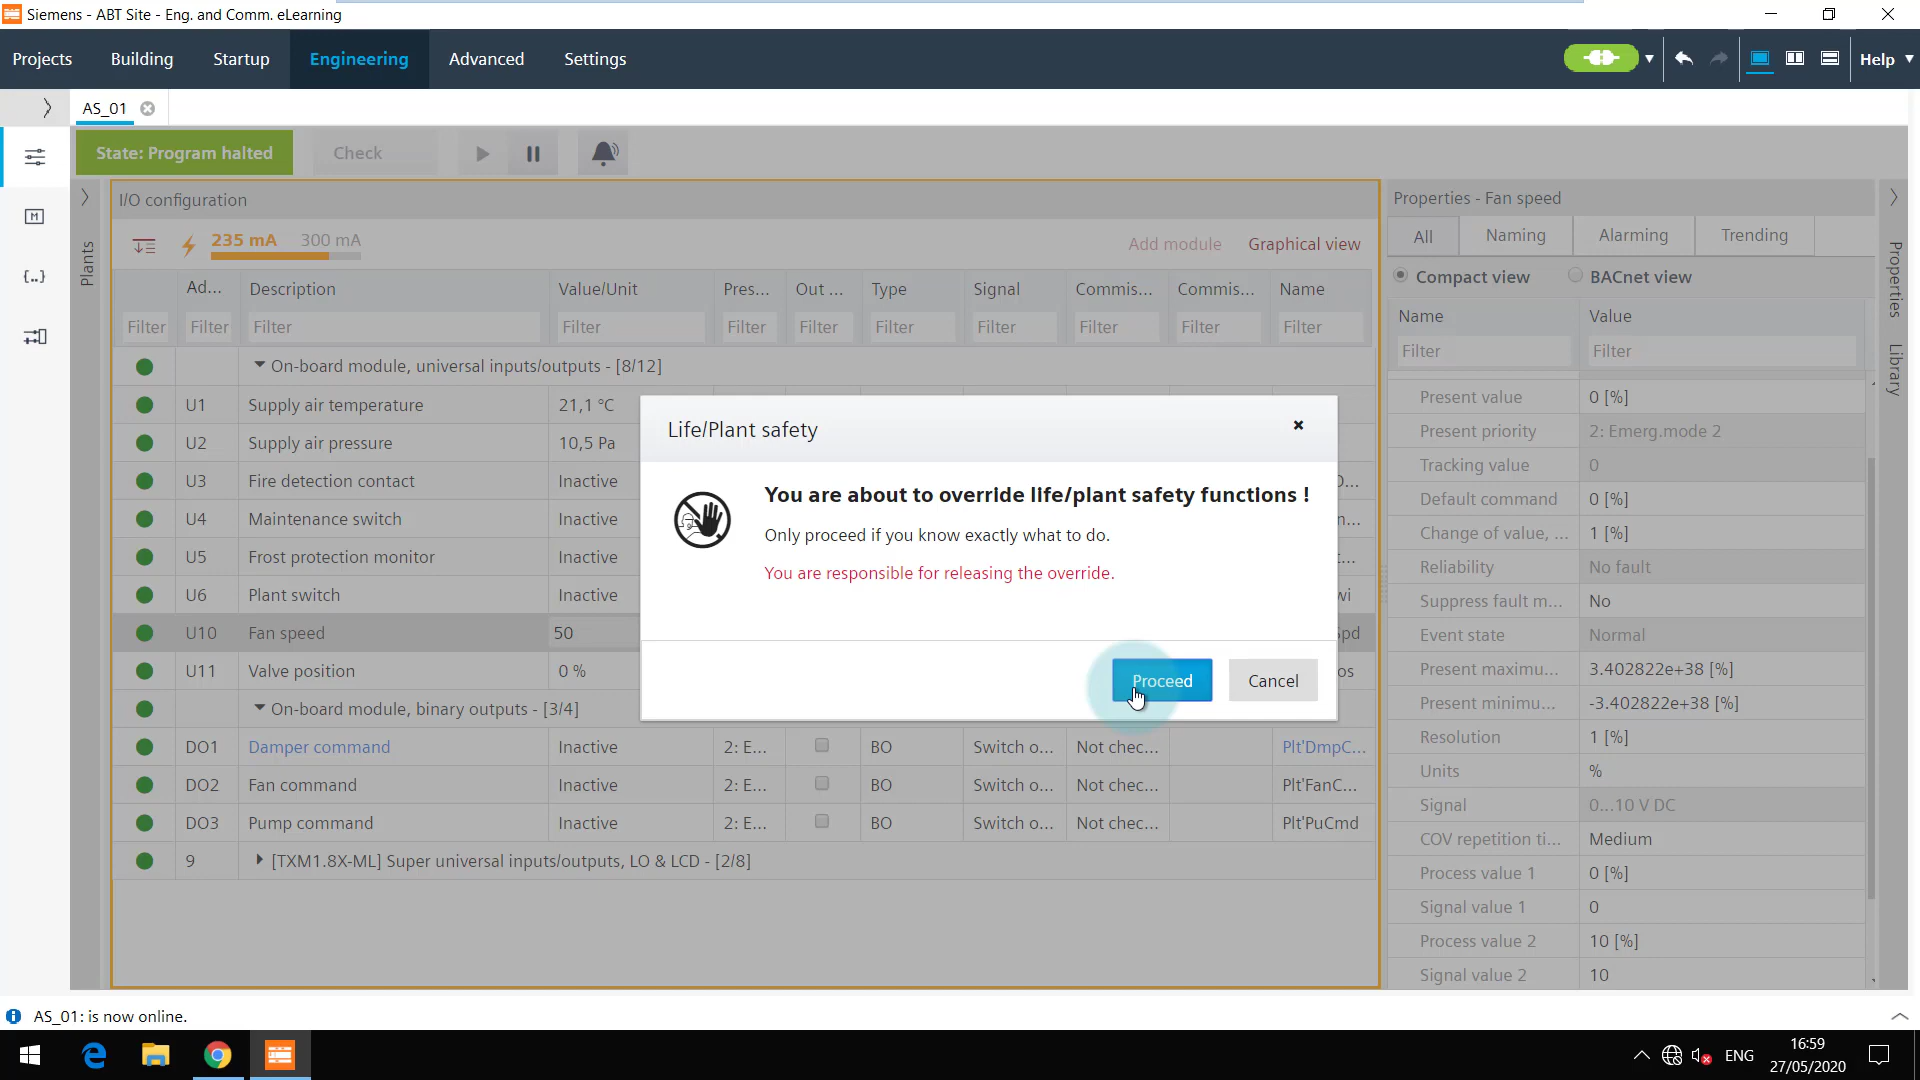 Siemens - ABT Site - Eng. and Comm. eLearning
Projects Building Startup Engineering Advanced Settings Help
AS_01
State: Program halted Check
Plants
I/O configuration
235 mA 300 mA Add module Graphical view
Ad... Description Value/Unit Pres... Out ... Type Signal Commis... Commis... Name
Filter Filter Filter Filter Filter Filter Filter Filter Filter Filter Filter
On-board module, universal inputs/outputs - [8/12]
U1 Supply air temperature 21,1 °C
U2 Supply air pressure 10,5 Pa
U3 Fire detection contact Inactive
U4 Maintenance switch Inactive
U5 Frost protection monitor Inactive
U6 Plant switch Inactive
U10 Fan speed 50
U11 Valve position 0 %
On-board module, binary outputs - [3/4]
DO1 Damper command Inactive 2: E... BO Switch o... Not chec... Plt'DmpC...
DO2 Fan command Inactive 2: E... BO Switch o... Not chec... Plt'FanC...
DO3 Pump command Inactive 2: E... BO Switch o... Not chec... Plt'PuCmd
9 [TXM1.8X-ML] Super universal inputs/outputs, LO & LCD - [2/8]
Life/Plant safety
You are about to override life/plant safety functions !
Only proceed if you know exactly what to do.
You are responsible for releasing the override.
Proceed Cancel
Properties - Fan speed
All Naming Alarming Trending
Compact view BACnet view
Name Value
Filter Filter
Present value 0 [%]
Present priority 2: Emerg.mode 2
Tracking value 0
Default command 0 [%]
Change of value, ... 1 [%]
Reliability No fault
Suppress fault m... No
Event state Normal
Present maximu... 3.402822e+38 [%]
Present minimu... -3.402822e+38 [%]
Resolution 1 [%]
Units %
Signal 0...10 V DC
COV repetition ti... Medium
Process value 1 0 [%]
Signal value 1 0
Process value 2 10 [%]
Signal value 2 10
Properties
Library
AS_01: is now online.
ENG
16:59
27/05/2020